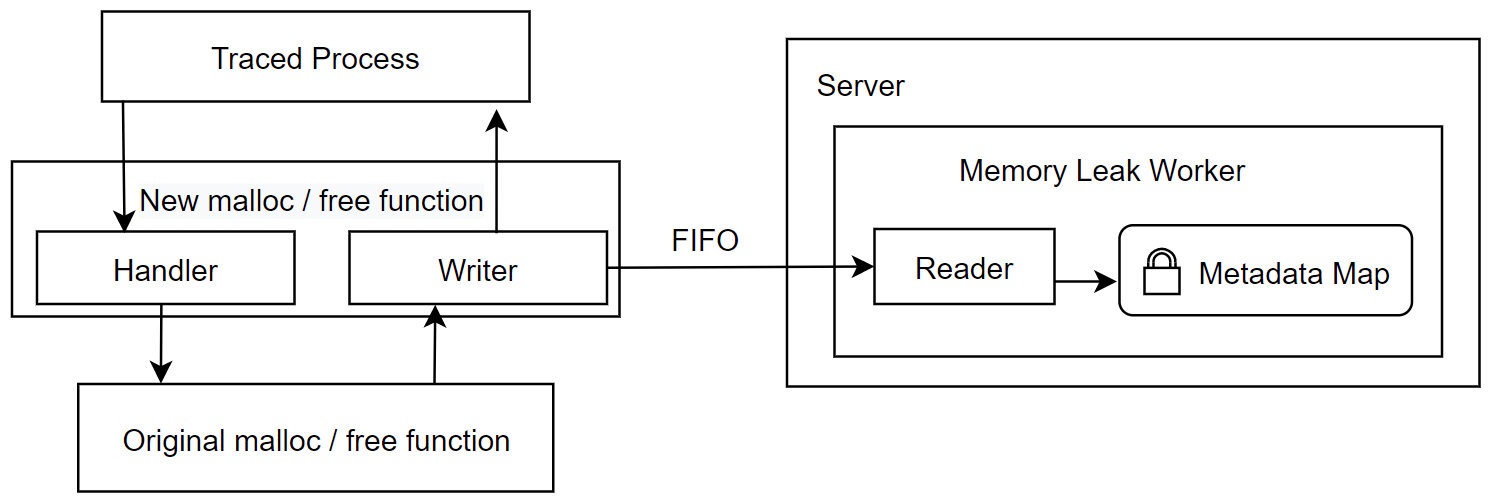 Traced Process
New malloc / free function
Handler
Writer
Original malloc / free function
FIFO
Server
Memory Leak Worker
Reader
Metadata Map